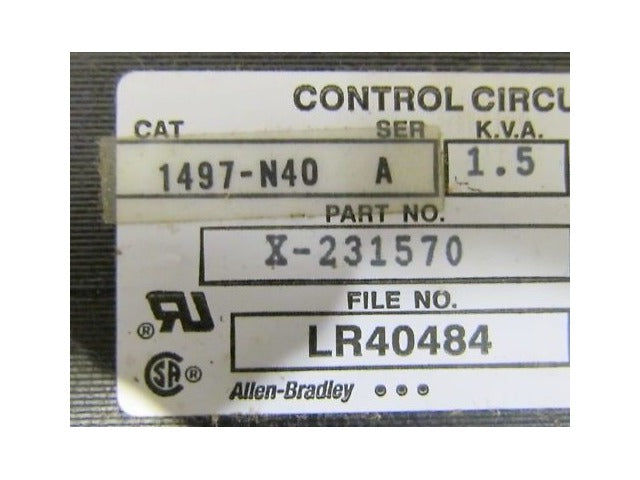 CONTROL CIRCU
CAT SER K.V.A.
1497-N40 A 1.5
PART NO.
X-231570
FILE NO.
LR40484
Allen-Bradley